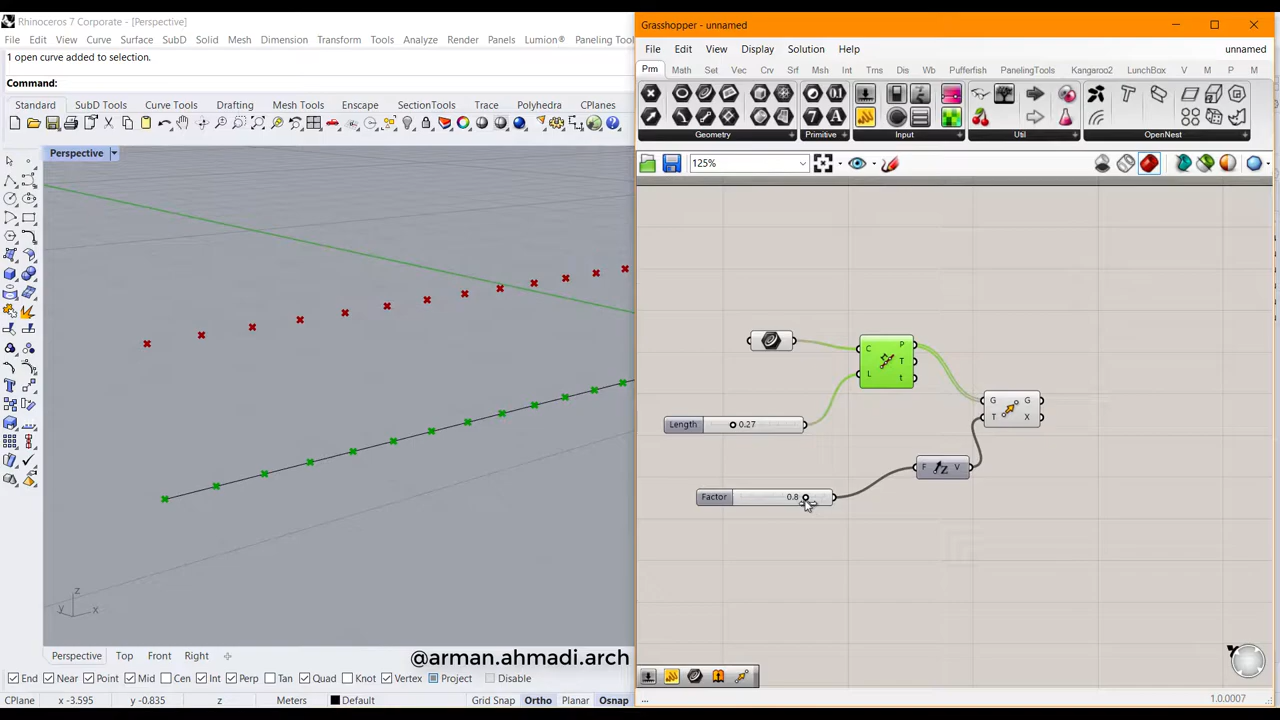 Rhinoceros 7 Corporate - [Perspective]
File Edit View Curve Surface SubD Solid Mesh Dimension Transform Tools Analyze Render Panels Lumion® Paneling Tool
1 open curve added to selection.
Command:
Standard SubD Tools Curve Tools Drafting Mesh Tools Enscape SectionTools Trace Polyhedra CPlanes
Perspective
z
y x
Perspective Top Front Right
@arman.ahmadi.arch
End Near Point Mid Cen Int Perp Tan Quad Knot Vertex Project Disable
CPlane x -3.595 y -0.835 z Meters Default Grid Snap Ortho Planar Osnap
Grasshopper - unnamed
File Edit View Display Solution Help unnamed
Prm Math Set Vec Crv Srf Msh Int Trns Dis Wb Pufferfish PanelingTools Kangaroo2 LunchBox V M P M
Geometry Primitive Input Util OpenNest
125%
C L P T t
Length 0.27
G T G X
F Z V
Factor 0.8
... 1.0.0007